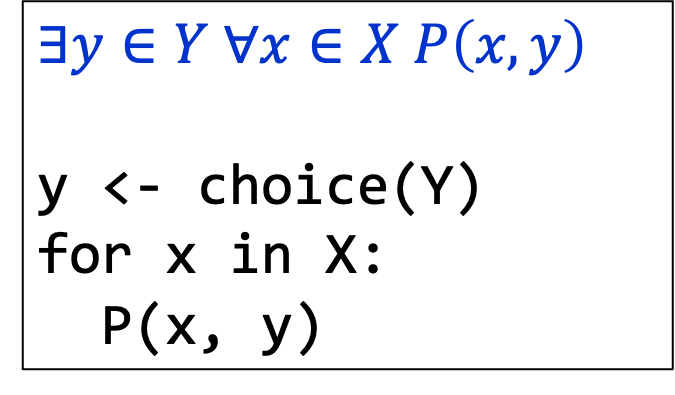 ∃y ∈ Y ∀x ∈ X P(x, y)
y <- choice(Y)
for x in X:
  P(x, y)